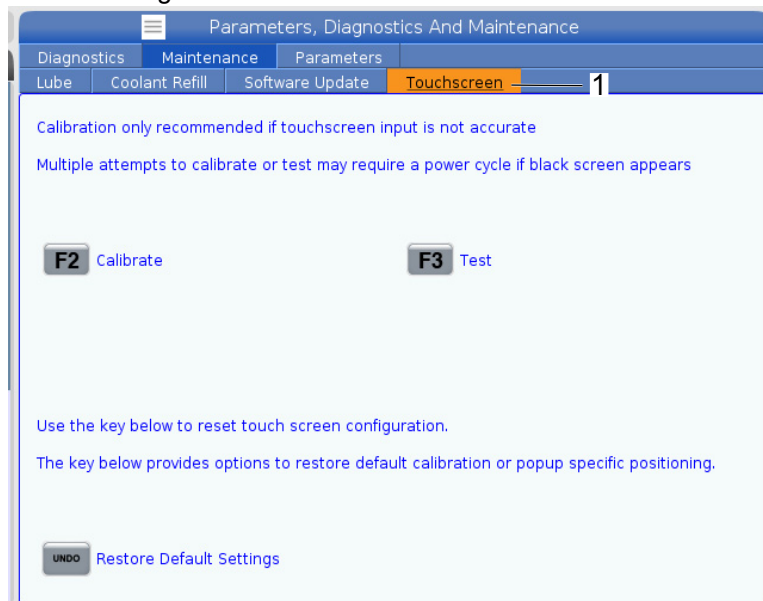 Parameters, Diagnostics And Maintenance
Diagnostics Maintenance Parameters
Lube Coolant Refill Software Update Touchscreen 1
Calibration only recommended if touchscreen input is not accurate
Multiple attempts to calibrate or test may require a power cycle if black screen appears
F2 Calibrate F3 Test
Use the key below to reset touch screen configuration.
The key below provides options to restore default calibration or popup specific positioning.
UNDO Restore Default Settings